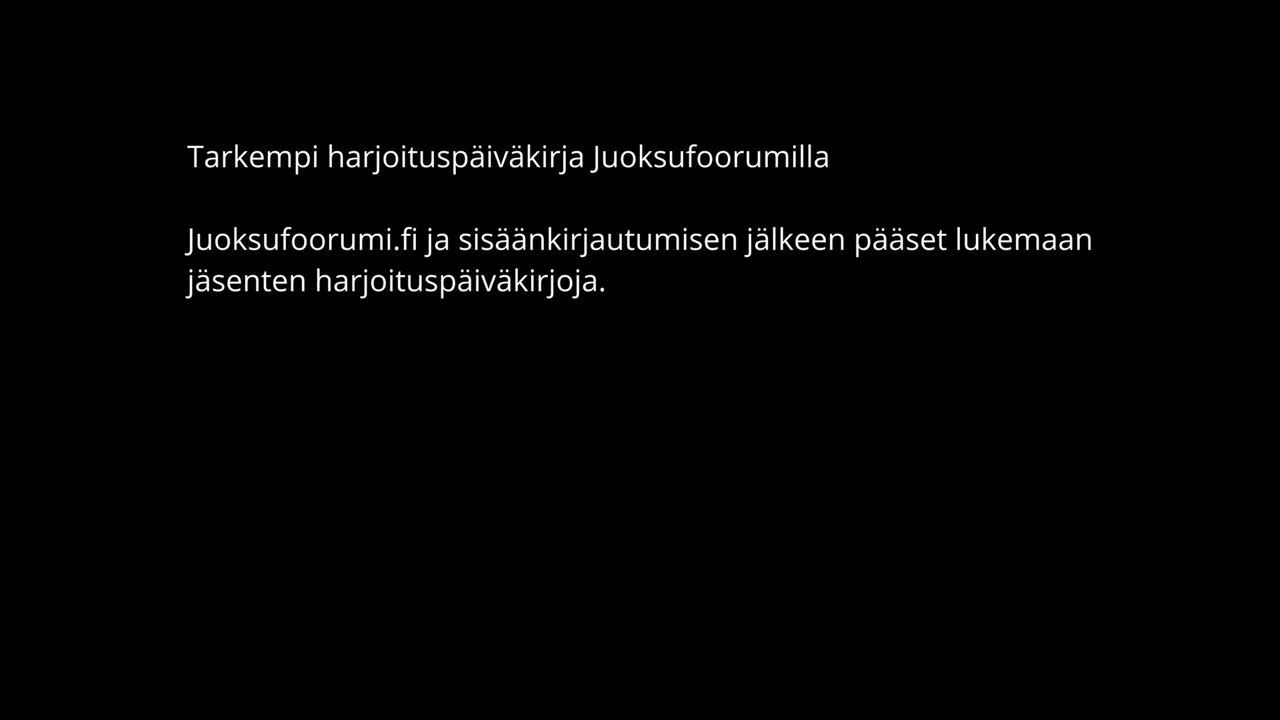 Tarkempi harjoituspäiväkirja Juoksufoorumilla
Juoksufoorumi.fi ja sisäänkirjautumisen jälkeen pääset lukemaan
jäsenten harjoituspäiväkirjoja.